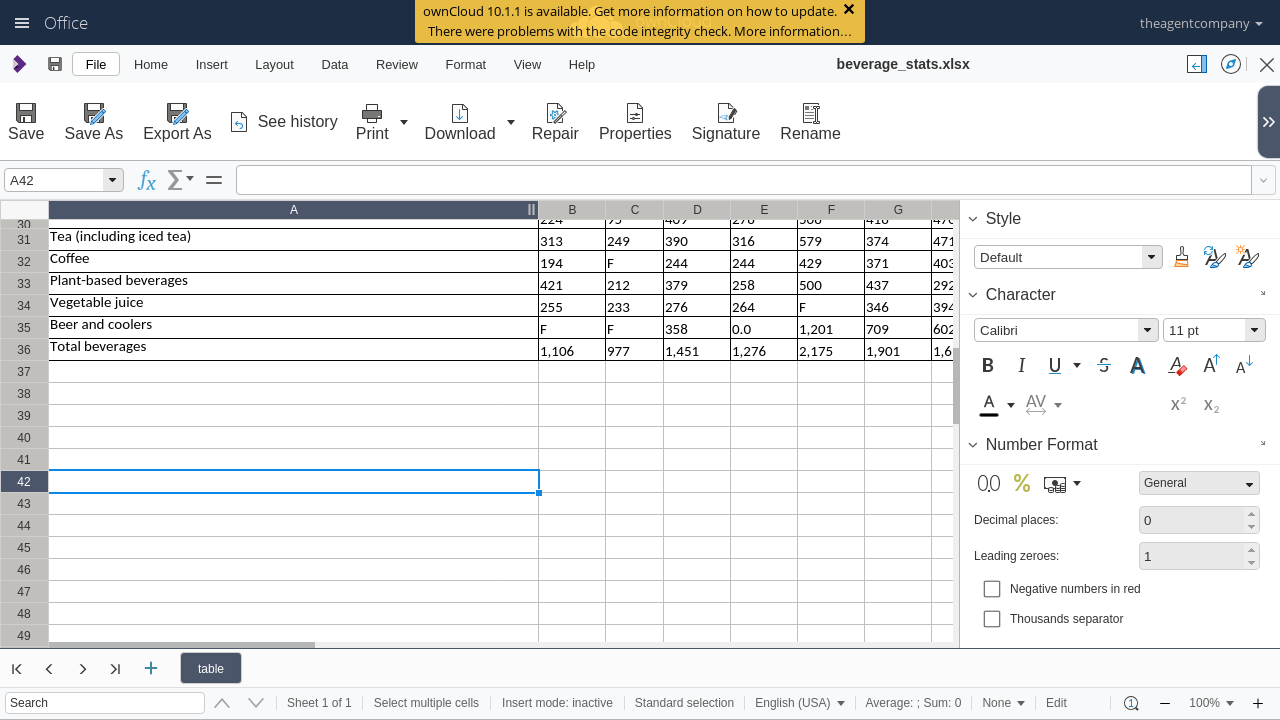 Office
ownCloud 10.1.1 is available. Get more information on how to update.
There were problems with the code integrity check. More information…
theagentcompany
File Home Insert Layout Data Review Format View Help
beverage_stats.xlsx
Save Save As Export As See history Print Download Repair Properties Signature Rename
A42
A B C D E F G
30
31 Tea (including iced tea) 313 249 390 316 579 374 471
32 Coffee 194 F 244 244 429 371 403
33 Plant-based beverages 421 212 379 258 500 437 292
34 Vegetable juice 255 233 276 264 F 346 394
35 Beer and coolers F F 358 0.0 1,201 709 602
36 Total beverages 1,106 977 1,451 1,276 2,175 1,901 1,6
37
38
39
40
41
42
43
44
45
46
47
48
49
Style
Default
Character
Calibri 11 pt
B I U S A A A A
A AV X² X₂
Number Format
0,0 % General
Decimal places: 0
Leading zeroes: 1
Negative numbers in red
Thousands separator
table
Search Sheet 1 of 1 Select multiple cells Insert mode: inactive Standard selection English (USA) Average: ; Sum: 0 None Edit 100%